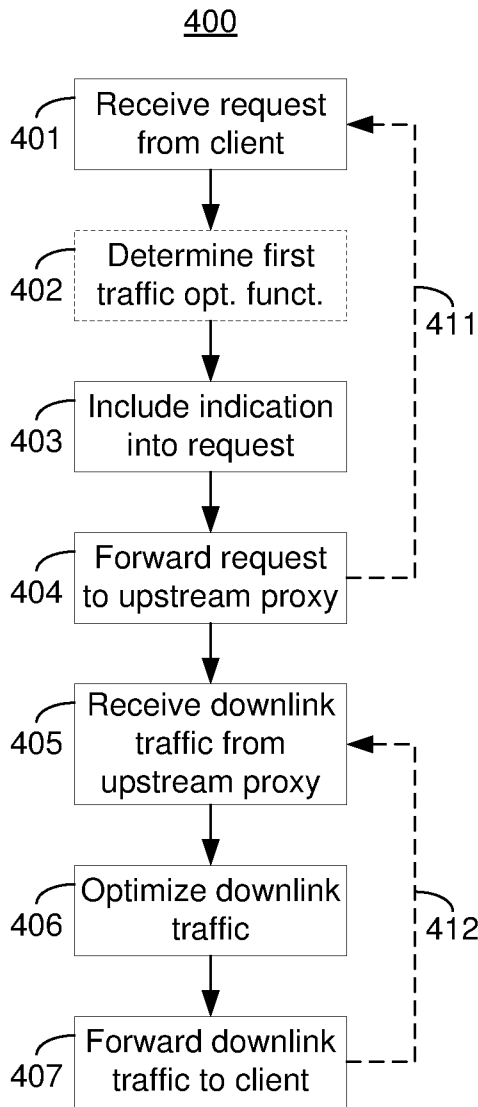 400
Receive request
from client
401
Determine first
traffic opt. funct.
402
411
Include indication
into request
403
Forward request
to upstream proxy
404
Receive downlink
traffic from
upstream proxy
405
Optimize downlink
traffic
406
412
Forward downlink
traffic to client
407